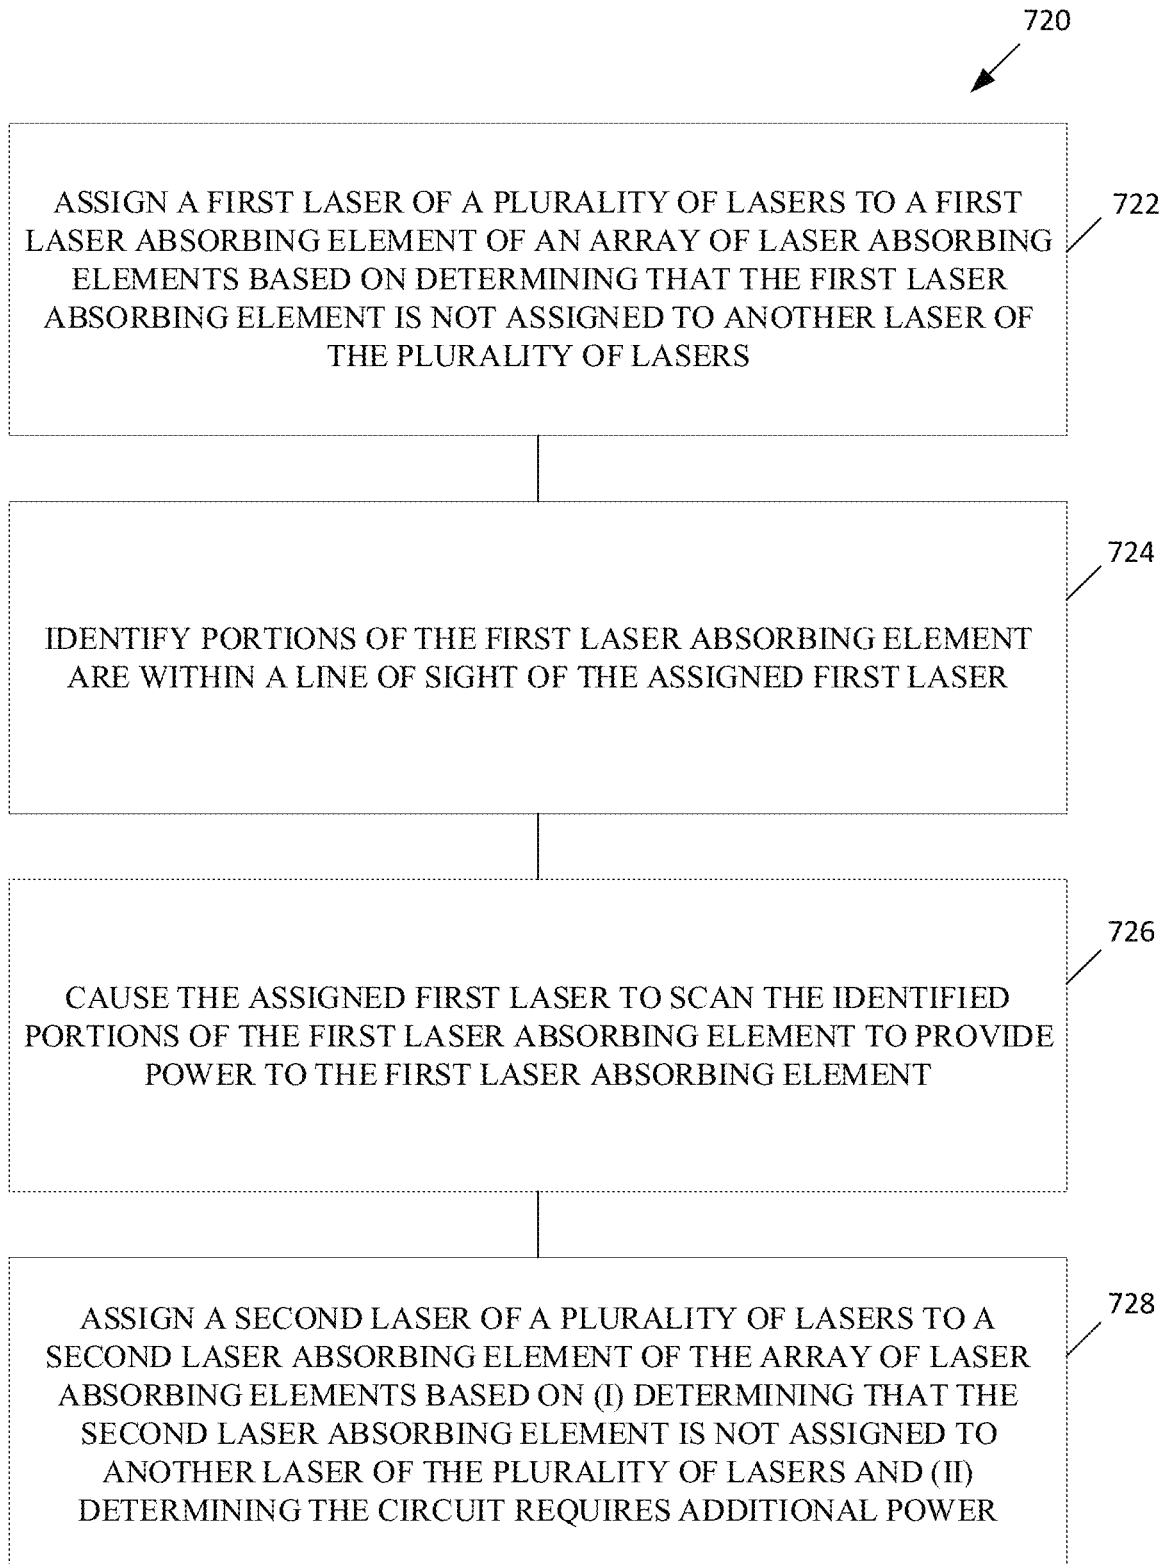 720
ASSIGN A FIRST LASER OF A PLURALITY OF LASERS TO A FIRST
LASER ABSORBING ELEMENT OF AN ARRAY OF LASER ABSORBING
ELEMENTS BASED ON DETERMINING THAT THE FIRST LASER
ABSORBING ELEMENT IS NOT ASSIGNED TO ANOTHER LASER OF
THE PLURALITY OF LASERS
722
IDENTIFY PORTIONS OF THE FIRST LASER ABSORBING ELEMENT
ARE WITHIN A LINE OF SIGHT OF THE ASSIGNED FIRST LASER
724
CAUSE THE ASSIGNED FIRST LASER TO SCAN THE IDENTIFIED
PORTIONS OF THE FIRST LASER ABSORBING ELEMENT TO PROVIDE
POWER TO THE FIRST LASER ABSORBING ELEMENT
726
ASSIGN A SECOND LASER OF A PLURALITY OF LASERS TO A
SECOND LASER ABSORBING ELEMENT OF THE ARRAY OF LASER
ABSORBING ELEMENTS BASED ON (I) DETERMINING THAT THE
SECOND LASER ABSORBING ELEMENT IS NOT ASSIGNED TO
ANOTHER LASER OF THE PLURALITY OF LASERS AND (II)
DETERMINING THE CIRCUIT REQUIRES ADDITIONAL POWER
728